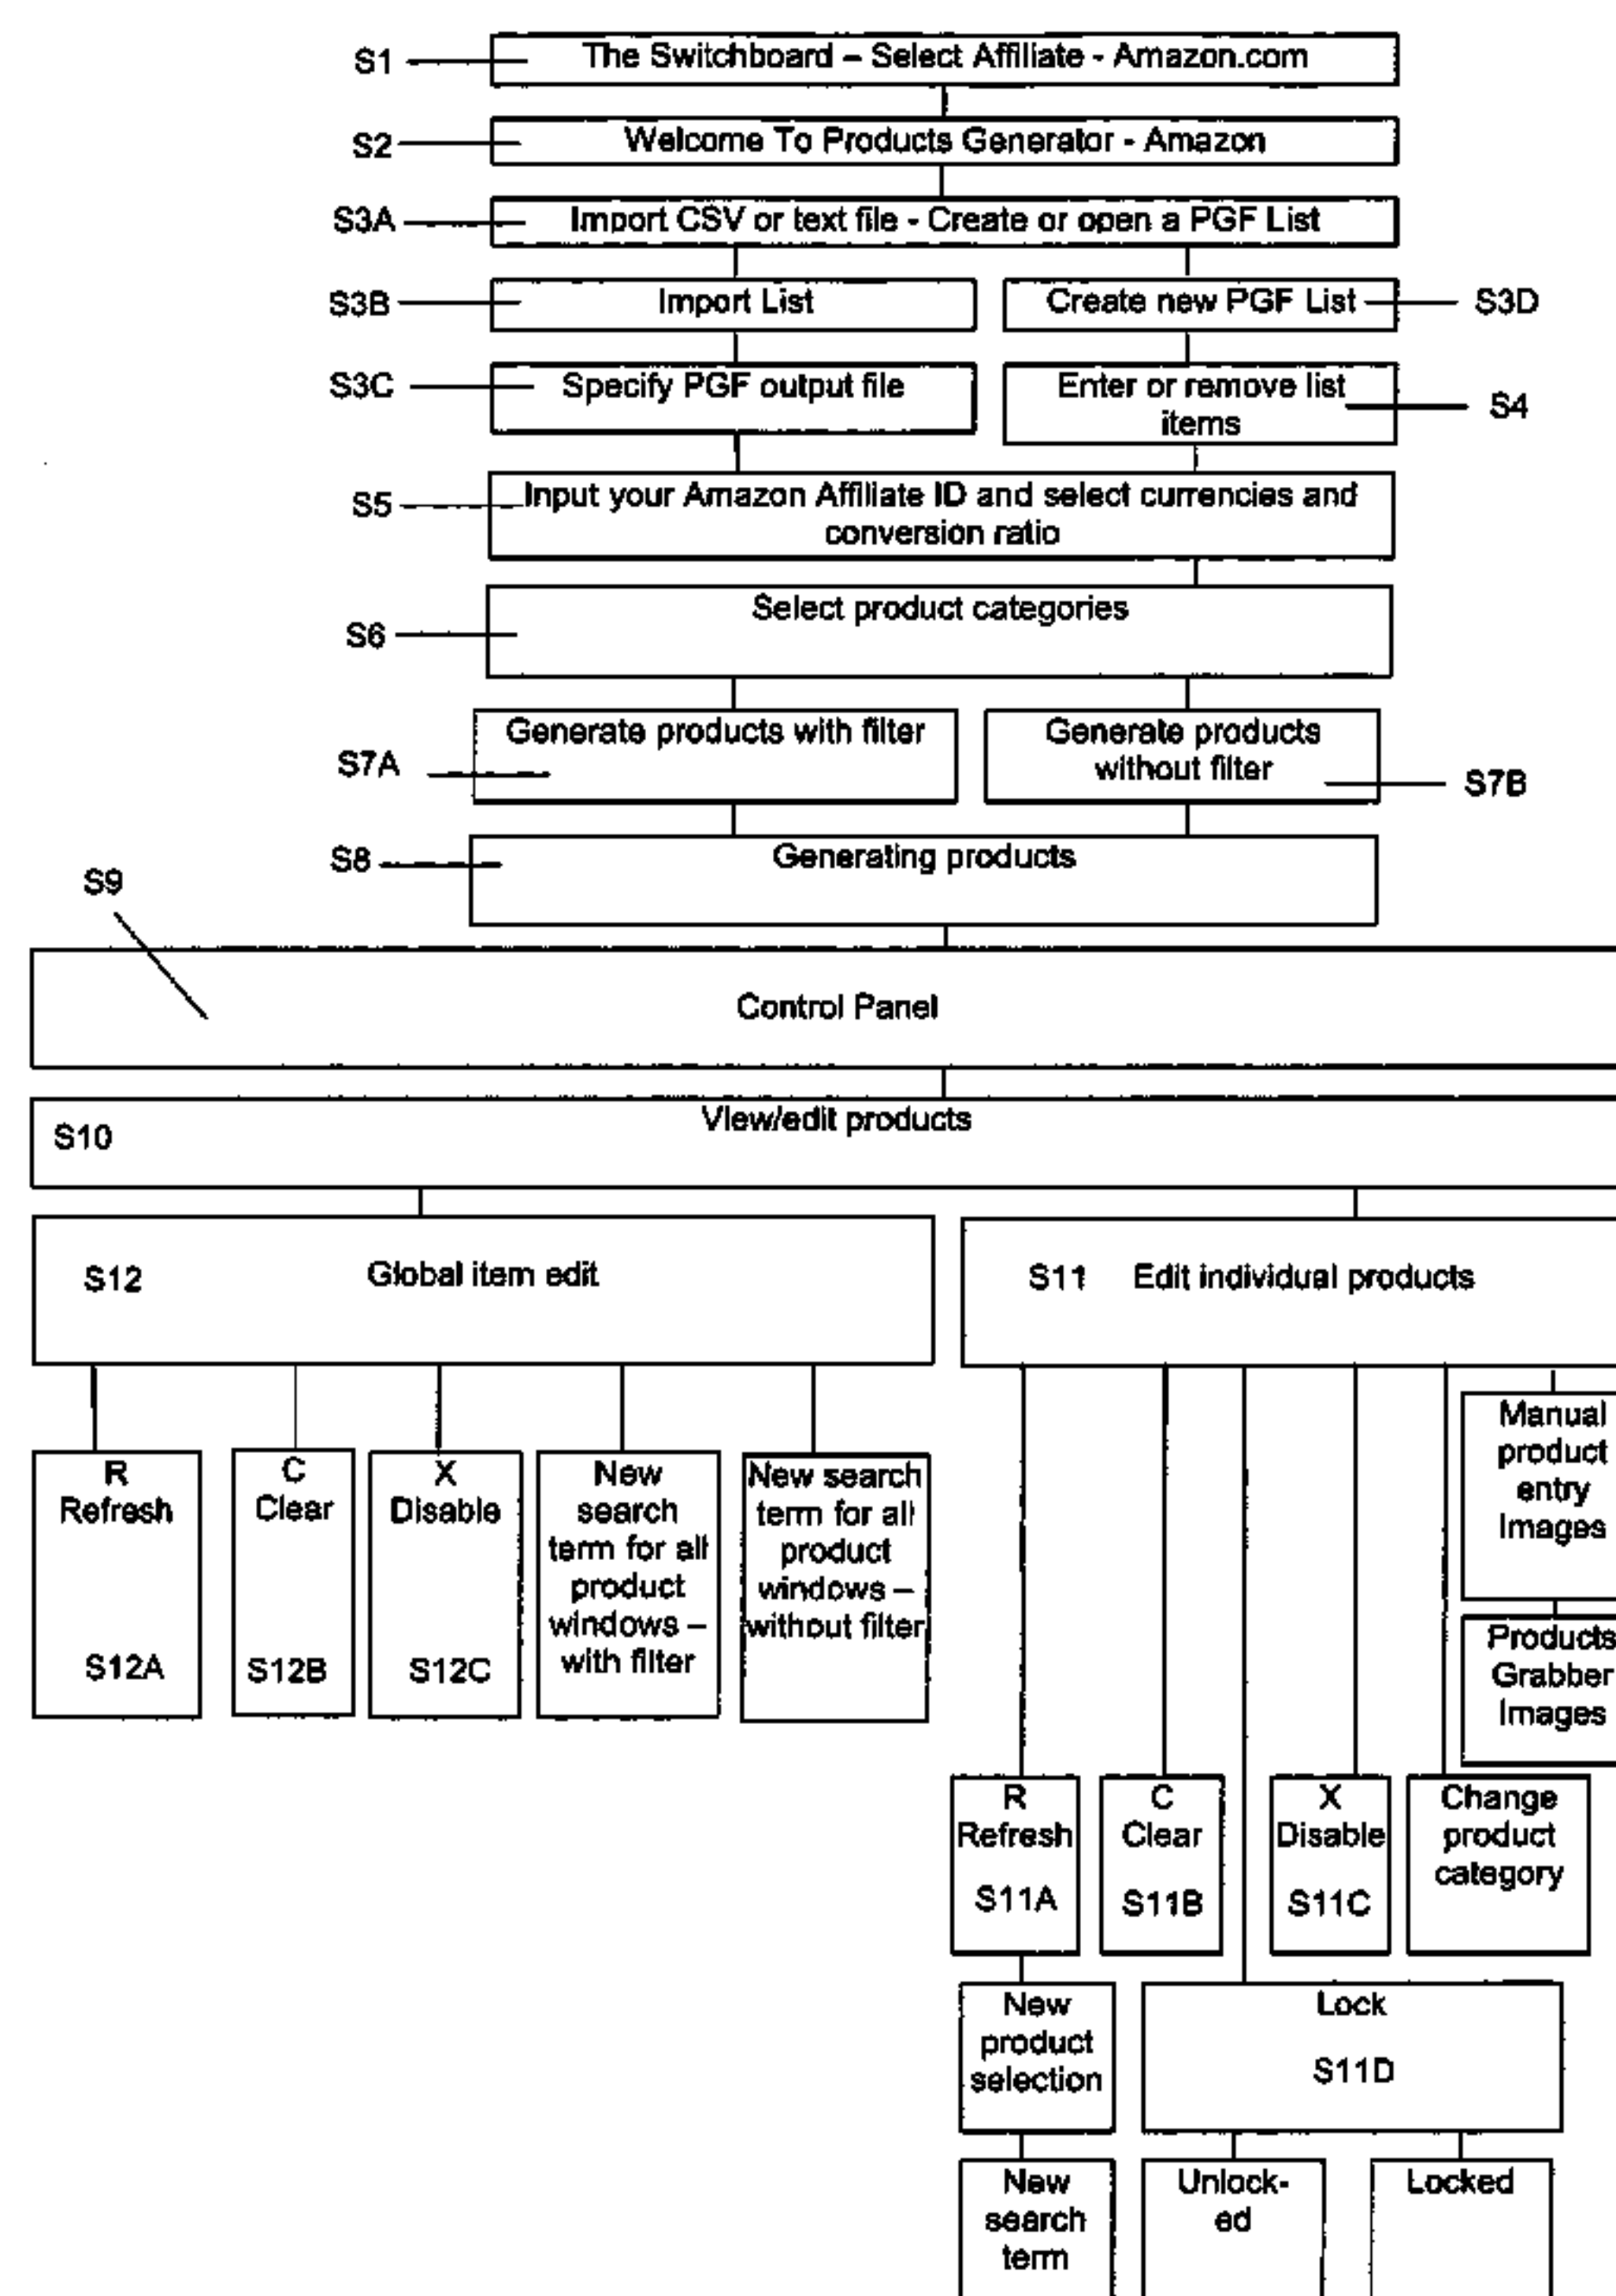 S1
The Switchboard – Select Affiliate - Amazon.com
S2
Welcome To Products Generator - Amazon
S3A
Import CSV or text file - Create or open a PGF List
S3B
Import List
Create new PGF List
S3D
S3C
Specify PGF output file
Enter or remove list
items
S4
S5
Input your Amazon Affiliate ID and select currencies and
conversion ratio
S6
Select product categories
S7A
Generate products with filter
Generate products
without filter
S7B
S8
Generating products
S9
Control Panel
S10
View/edit products
S12
Global item edit
S11
Edit individual products
R
Refresh
S12A
C
Clear
S12B
X
Disable
S12C
New
search
term for all
product
windows –
with filter
New search
term for all
product
windows –
without filter
Manual
product
entry
Images
Products
Grabber
Images
R
Refresh
S11A
C
Clear
S11B
X
Disable
S11C
Change
product
category
New
product
selection
Lock
S11D
New
search
term
Unlock-
ed
Locked